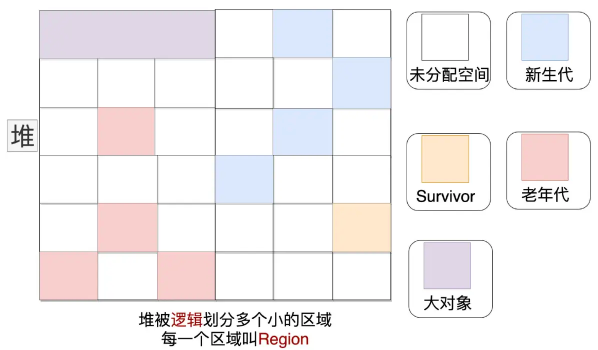 堆
未分配空间
新生代
Survivor
老年代
大对象
堆被逻辑划分多个小的区域
每一个区域叫Region